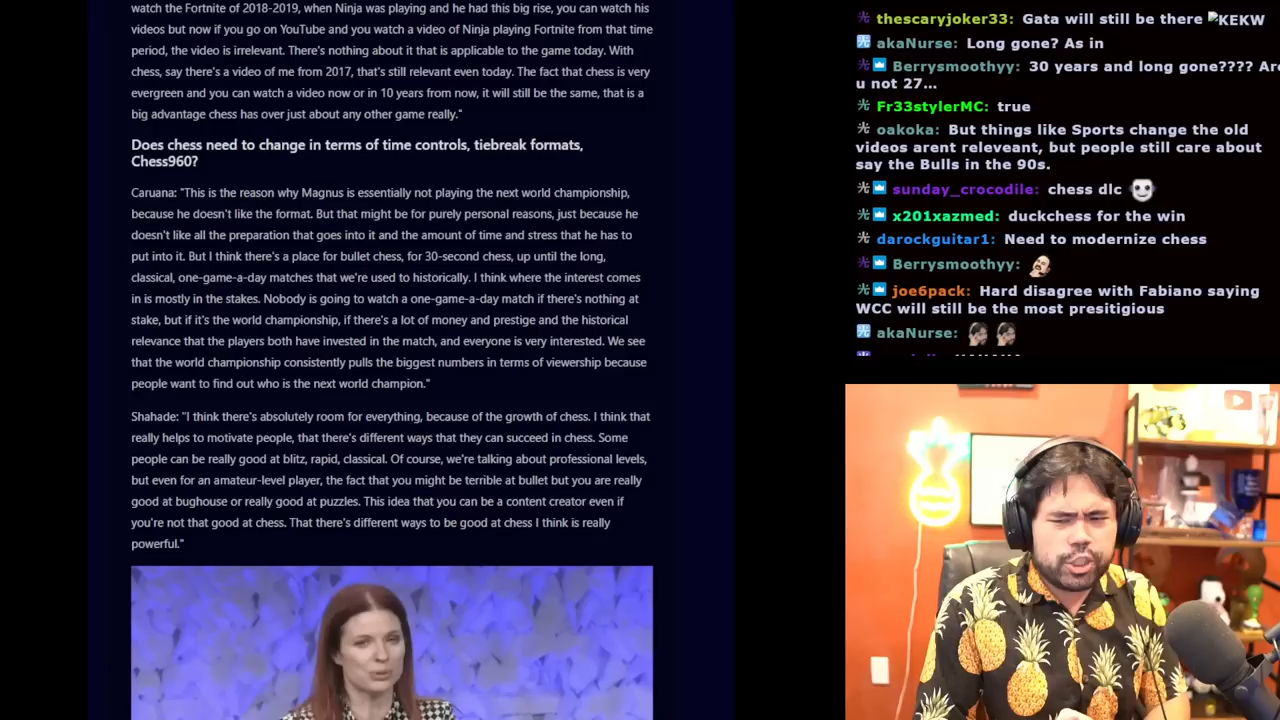 watch the Fortnite of 2018-2019, when Ninja was playing and he had this big rise, you can watch his
videos but now if you go on YouTube and you watch a video of Ninja playing Fortnite from that time
period, the video is irrelevant. There's nothing about it that is applicable to the game today. With
chess, say there's a video of me from 2017, that's still relevant even today. The fact that chess is very
evergreen and you can watch a video now or in 10 years from now, it will still be the same, that is a
big advantage chess has over just about any other game really."
Does chess need to change in terms of time controls, tiebreak formats,
Chess960?
Caruana: "This is the reason why Magnus is essentially not playing the next world championship,
because he doesn't like the format. But that might be for purely personal reasons, just because he
doesn't like all the preparation that goes into it and the amount of time and stress that he has to
put into it. But I think there's a place for bullet chess, for 30-second chess, up until the long,
classical, one-game-a-day matches that we're used to historically. I think where the interest comes
in is mostly in the stakes. Nobody is going to watch a one-game-a-day match if there's nothing at
stake, but if it's the world championship, if there's a lot of money and prestige and the historical
relevance that the players both have invested in the match, and everyone is very interested. We see
that the world championship consistently pulls the biggest numbers in terms of viewership because
people want to find out who is the next world champion."
Shahade: "I think there's absolutely room for everything, because of the growth of chess. I think that
really helps to motivate people, that there's different ways that they can succeed in chess. Some
people can be really good at blitz, rapid, classical. Of course, we're talking about professional levels,
but even for an amateur-level player, the fact that you might be terrible at bullet but you are really
good at bughouse or really good at puzzles. This idea that you can be a content creator even if
you're not that good at chess. That there's different ways to be good at chess I think is really
powerful."
thescaryjoker33: Gata will still be there KEKW
akaNurse: Long gone? As in
Berrysmoothyy: 30 years and long gone???? Are
u not 27...
Fr33stylerMC: true
oakoka: But things like Sports change the old
videos arent releveant, but people still care about
say the Bulls in the 90s.
sunday_crocodile: chess dlc
x201xazmed: duckchess for the win
darockguitar1: Need to modernize chess
Berrysmoothyy:
joe6pack: Hard disagree with Fabiano saying
WCC will still be the most presitigious
akaNurse: